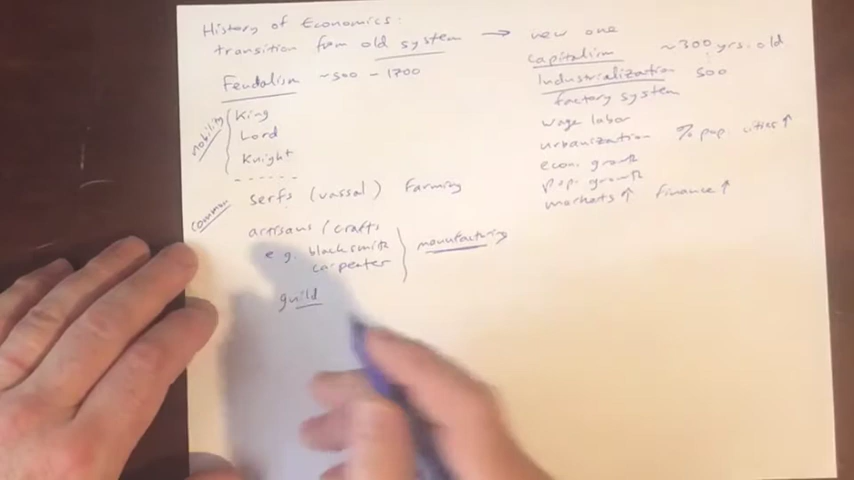 History of Economics:
transition from old system → new one
Feudalism ~500 - 1700
nobility
King
Lord
Knight
common
serfs (vassal) farming
artisans / crafts
e.g. blacksmith
carpenter
manufacturing
guild
Capitalism ~300 yrs. old
Industrialization 500
factory system
wage labor
urbanization % pop. cities ↑
econ. growth
pop. growth
markets ↑ finance ↑